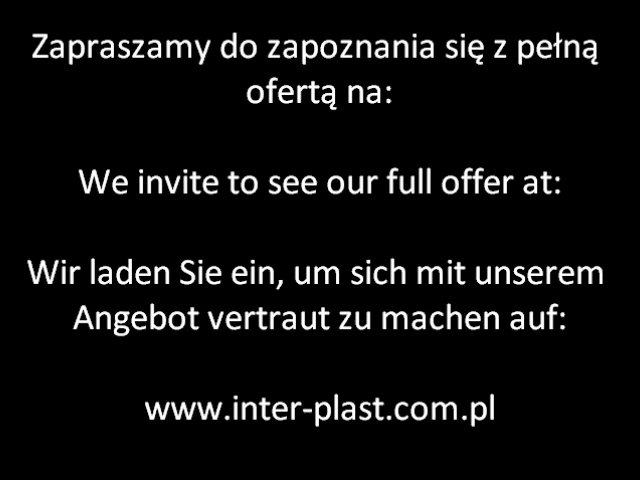 Zapraszamy do zapoznania się z pełną
ofertą na:
We invite to see our full offer at:
Wir laden Sie ein, um sich mit unserem
Angebot vertraut zu machen auf:
www.inter-plast.com.pl